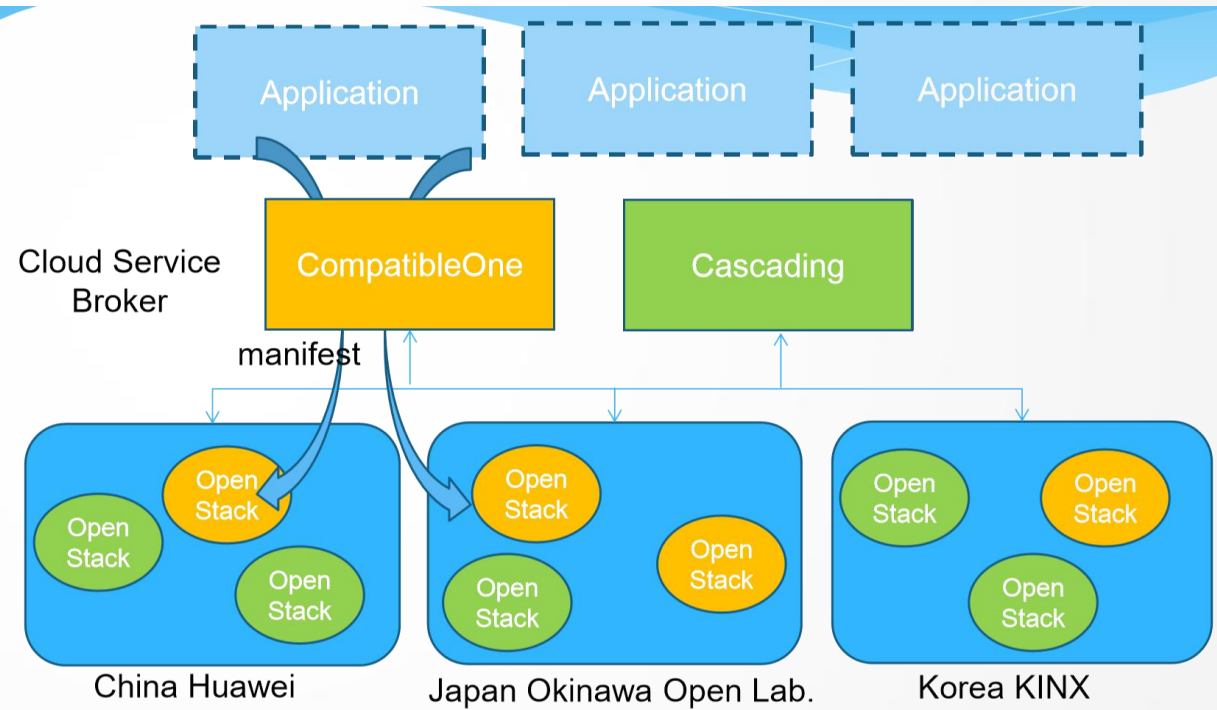 Application
Application
Application
Cloud Service
Broker
CompatibleOne
Cascading
manifest
Open
Stack
Open
Stack
Open
Stack
Open
Stack
Open
Stack
Open
Stack
Open
Stack
Open
Stack
Open
Stack
China Huawei
Japan Okinawa Open Lab.
Korea KINX